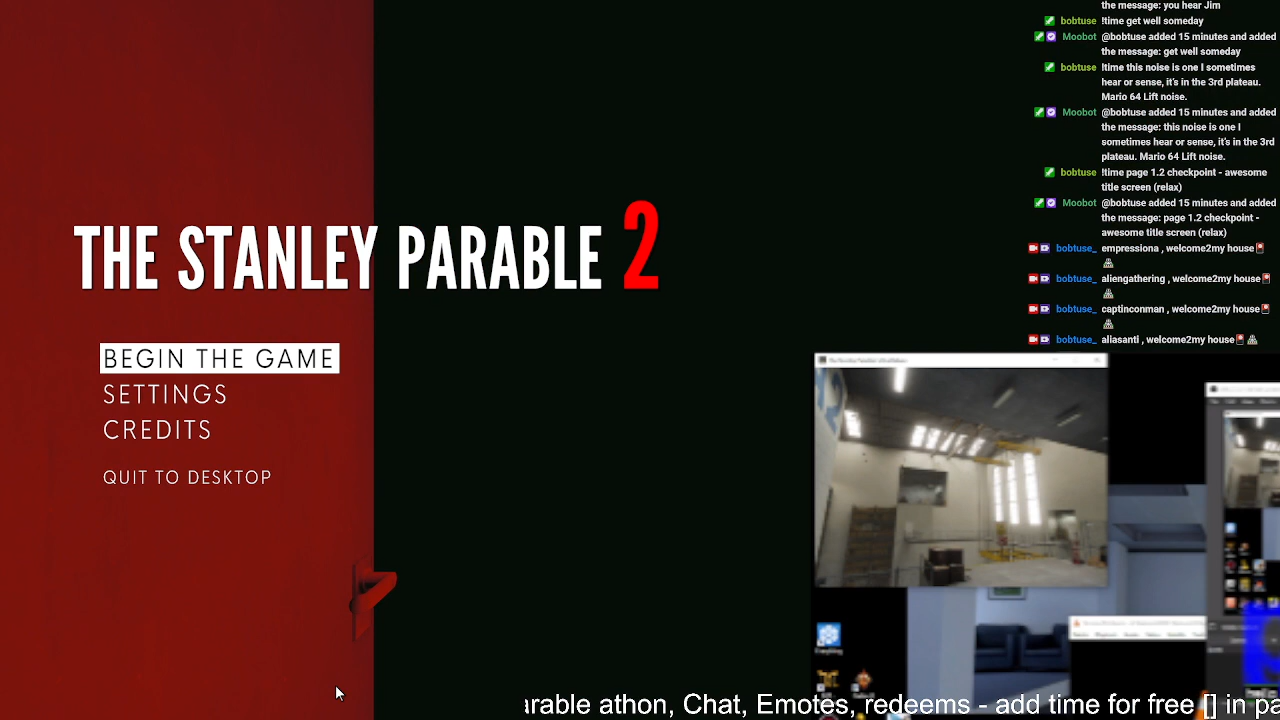 THE STANLEY PARABLE 2
BEGIN THE GAME
SETTINGS
CREDITS
QUIT TO DESKTOP
the message: you hear Jim
bobtuse !time get well someday
Moobot @bobtuse added 15 minutes and added
the message: get well someday
bobtuse !time this noise is one I sometimes
hear or sense, it's in the 3rd plateau.
Mario 64 Lift noise.
Moobot @bobtuse added 15 minutes and added
the message: this noise is one I
sometimes hear or sense, it's in the 3rd
plateau. Mario 64 Lift noise.
bobtuse !time page 1.2 checkpoint - awesome
title screen (relax)
Moobot @bobtuse added 15 minutes and added
the message: page 1.2 checkpoint -
awesome title screen (relax)
bobtuse_ empressiona , welcome2my house
bobtuse_ aliengathering , welcome2my house
bobtuse_ captinconman , welcome2my house
bobtuse_ aliasanti , welcome2my house
arable athon, Chat, Emotes, redeems - add time for free [] in pa